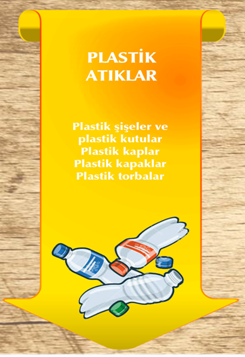 PLASTİK
ATIKLAR
Plastik şişeler ve
plastik kutular
Plastik kaplar
Plastik kapaklar
Plastik torbalar